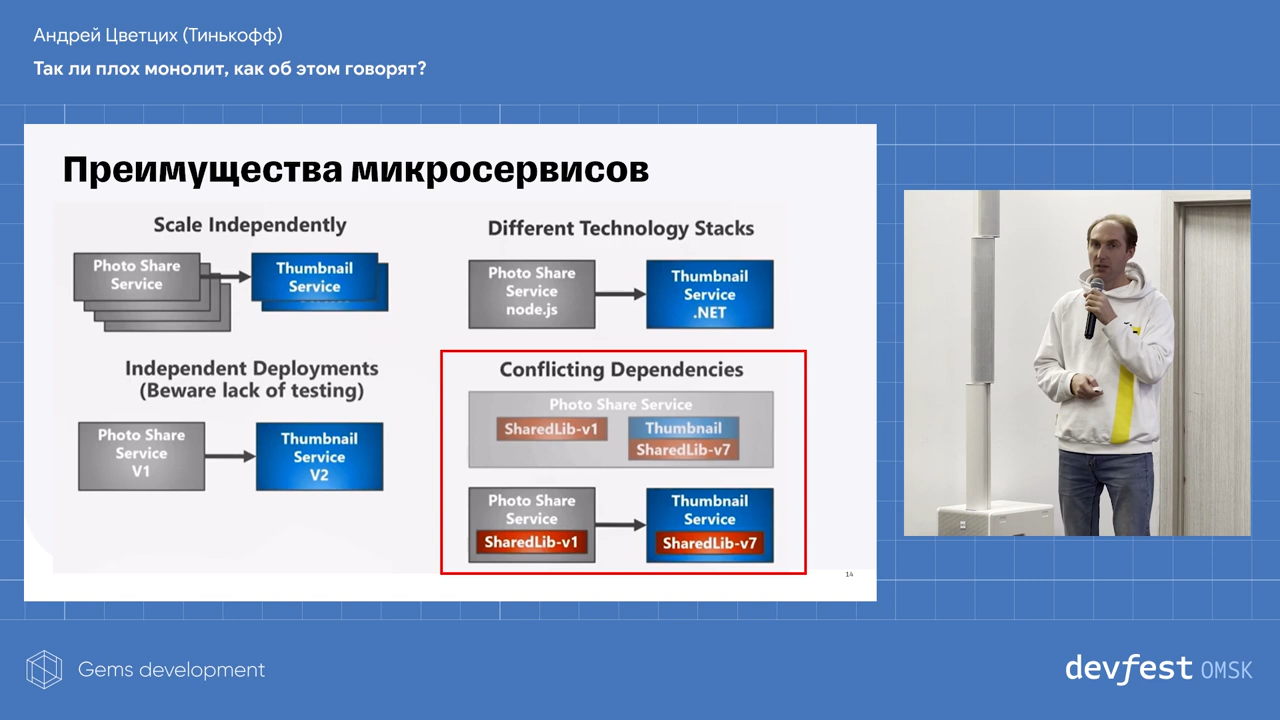 Андрей Цветцих (Тинькофф)
Так ли плох монолит, как об этом говорят?
Преимущества микросервисов
Scale Independently
Photo Share
Service
Thumbnail
Service
Different Technology Stacks
Photo Share
Service
node.js
Thumbnail
Service
.NET
Independent Deployments
(Beware lack of testing)
Photo Share
Service
V1
Thumbnail
Service
V2
Conflicting Dependencies
Photo Share Service
SharedLib-v1
Thumbnail
SharedLib-v7
Photo Share
Service
SharedLib-v1
Thumbnail
Service
SharedLib-v7
14
Gems development
devfest OMSK